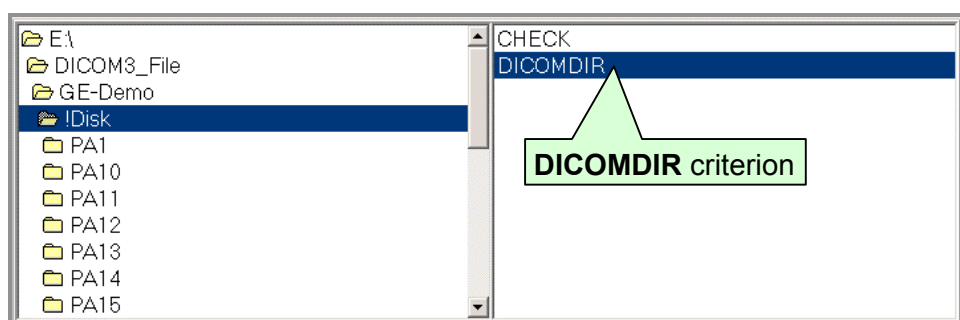 E:\
DICOM3_File
GE-Demo
!Disk
PA1
PA10
PA11
PA12
PA13
PA14
PA15
CHECK
DICOMDIR
DICOMDIR criterion